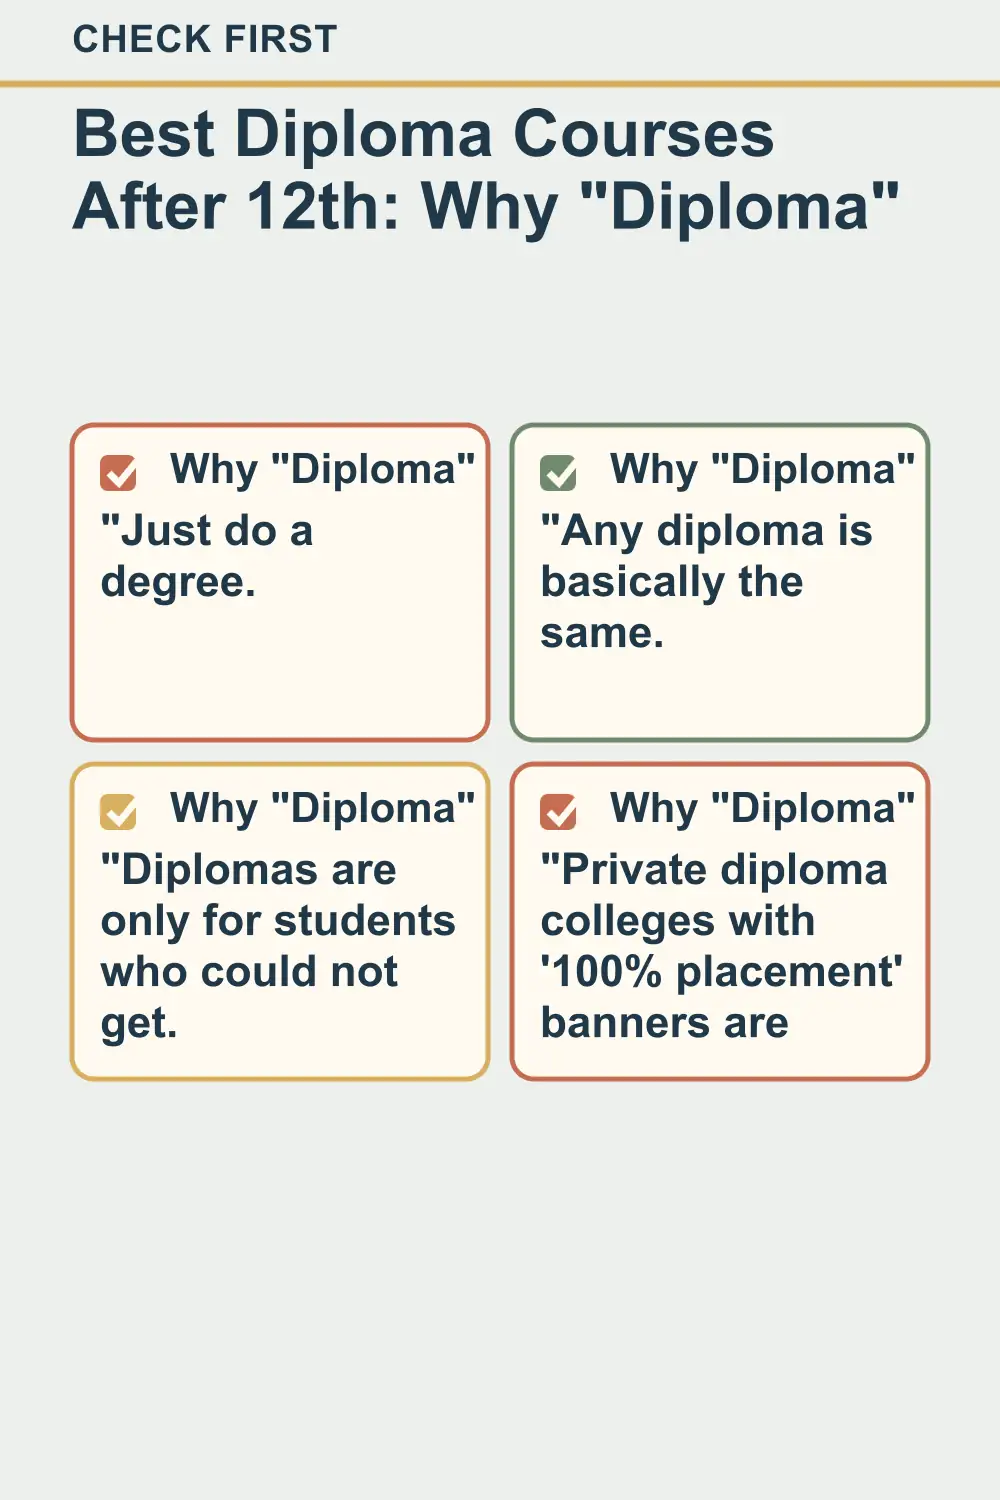 CHECK FIRST
Best Diploma Courses
After 12th: Why "Diploma"
Why "Diploma"
"Just do a
degree.
Why "Diploma"
"Any diploma is
basically the
same.
Why "Diploma"
"Diplomas are
only for students
who could not
get.
Why "Diploma"
"Private diploma
colleges with
'100% placement'
banners are